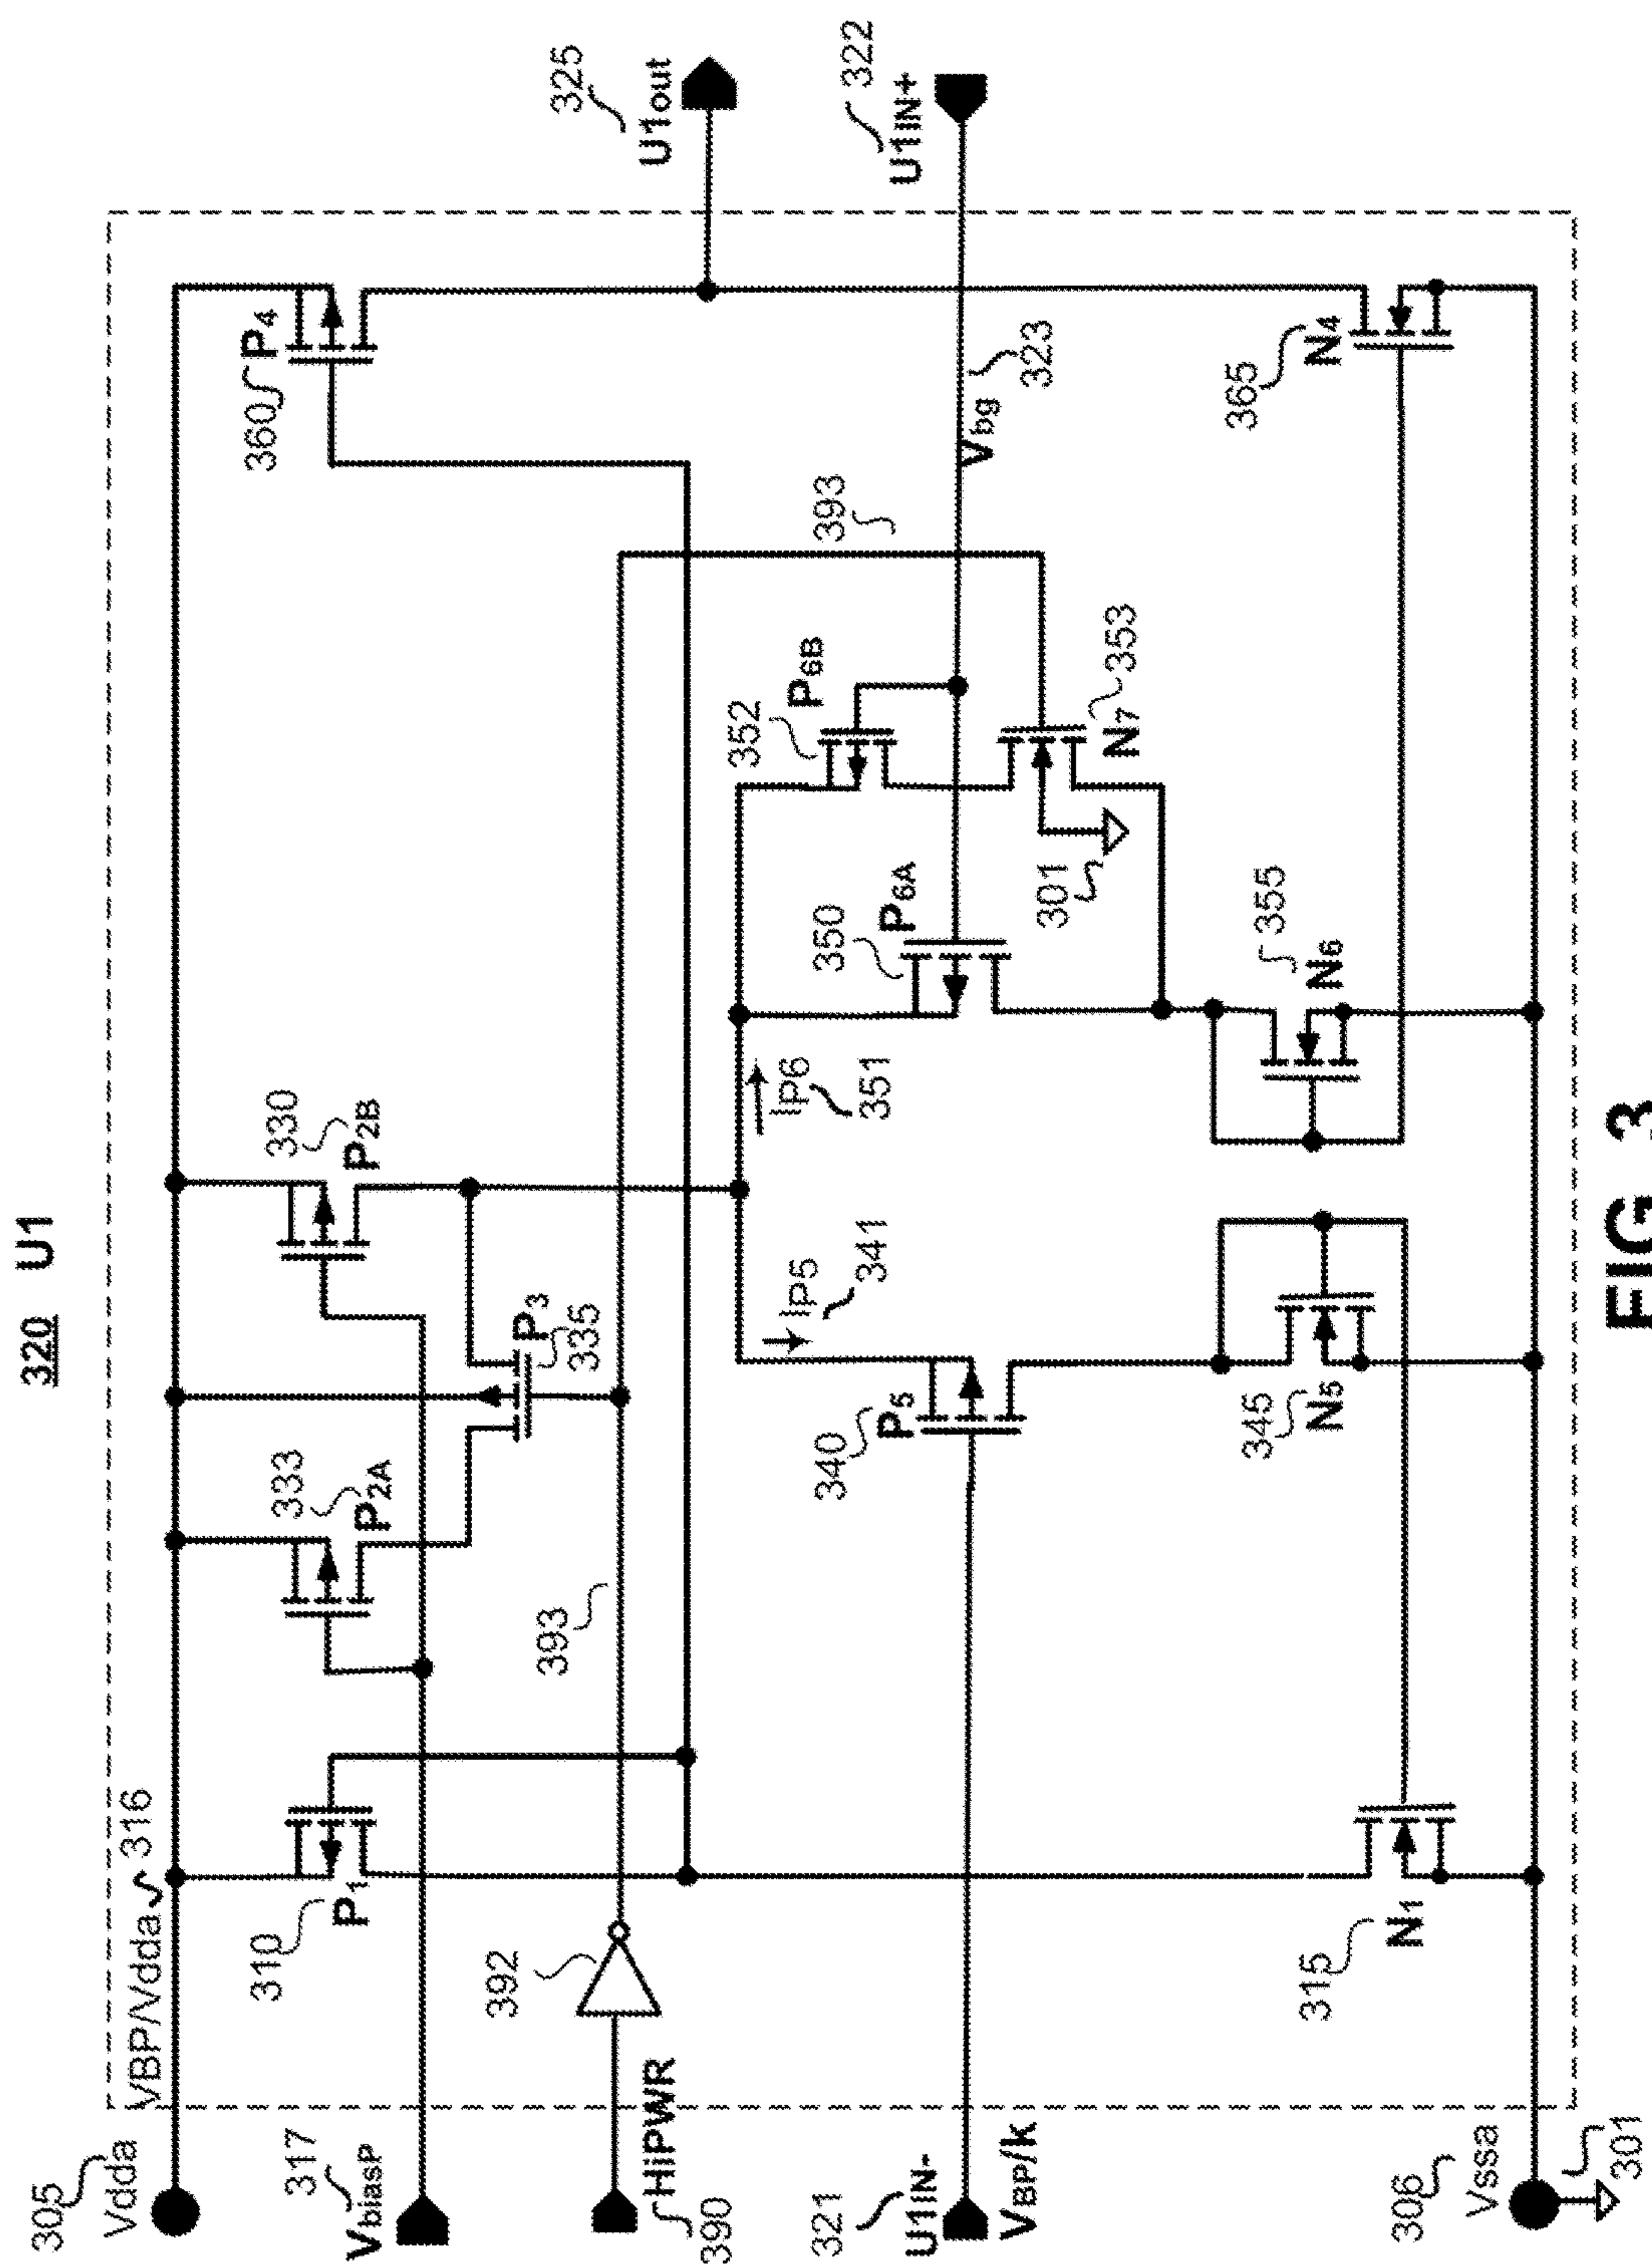 320 U1
305
Vdda
VBP/Vdda 316
317
VbiasP
310
P1
333
P2A
330
P2B
P3
335
360
P4
325
U1out
392
393
HiPWR
390
393
IP5
341
IP6
351
352
P6B
350
P6A
Vbg
323
322
U1IN+
321
U1IN-
VBP/k
340
P5
301
N7
353
315
N1
345
N5
355
N6
365
N4
306
Vssa
301
FIG 3